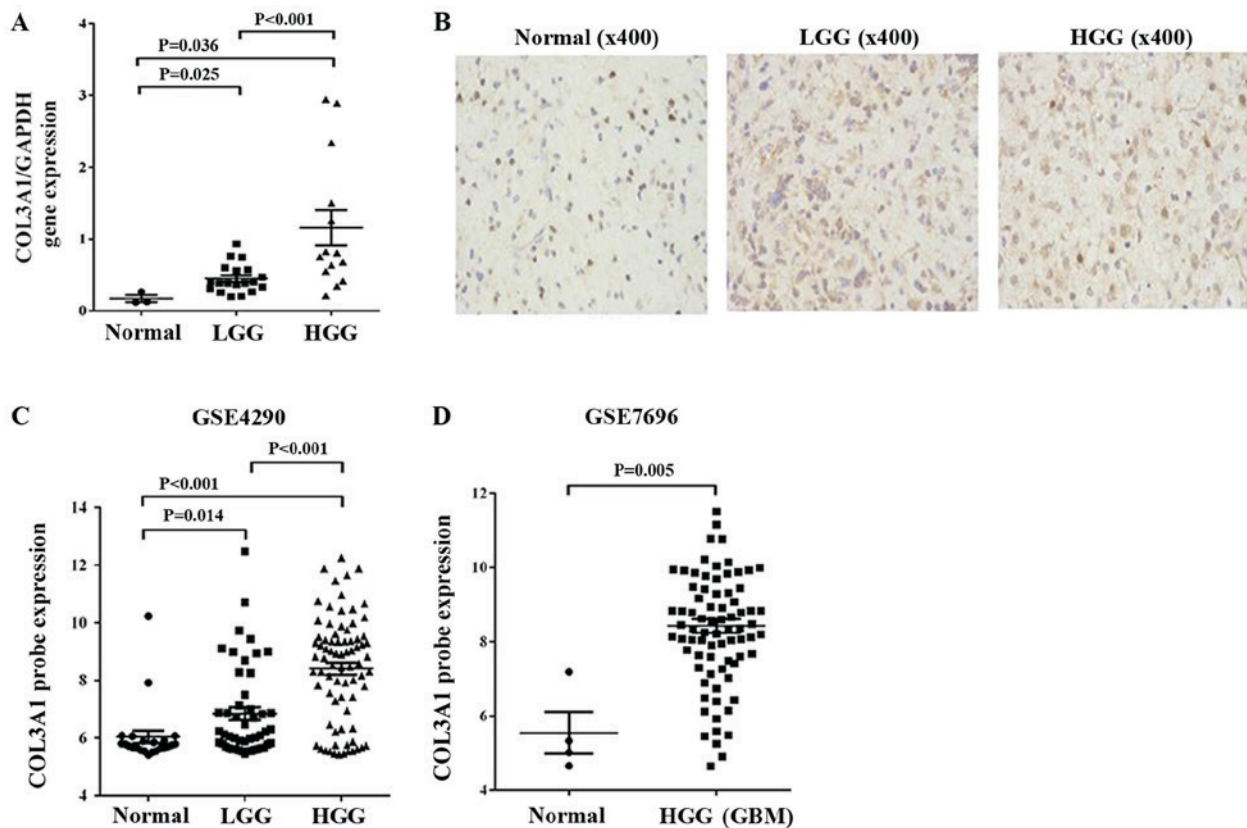 A
P<0.001
P=0.036
P=0.025
4
3
2
1
0
COL3A1/GAPDH
gene expression
Normal LGG HGG
B
Normal (x400) LGG (x400) HGG (x400)
C GSE4290
P<0.001
P<0.001
P=0.014
14
12
10
8
6
4
COL3A1 probe expression
Normal LGG HGG
D GSE7696
P=0.005
12
10
8
6
4
COL3A1 probe expression
Normal HGG (GBM)